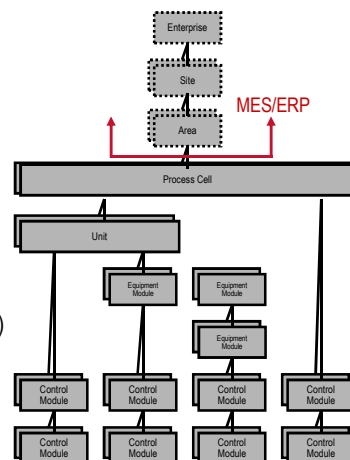 Enterprise
Site
MES/ERP
Area
Process Cell
Unit
Equipment
Module
Equipment
Module
Equipment
Module
)
Control
Module
Control
Module
Control
Module
Control
Module
Control
Module
Control
Module
Control
Module
Control
Module